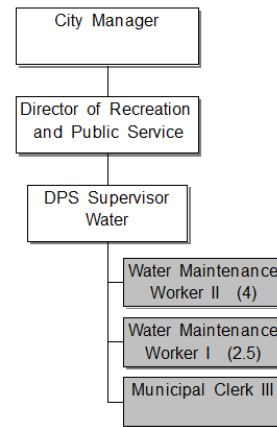 City Manager
Director of Recreation
and Public Service
DPS Supervisor
Water
Water Maintenance
Worker II (4)
Water Maintenance
Worker I (2.5)
Municipal Clerk III